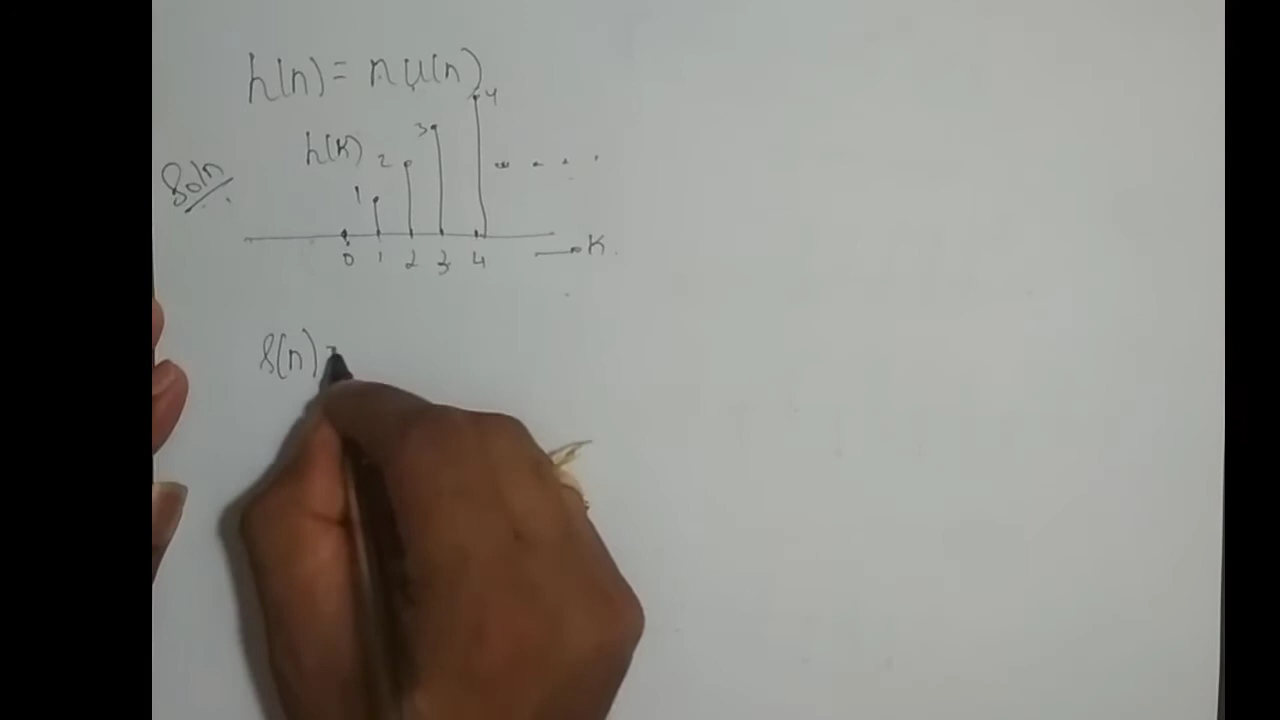 h(n) = n u(n)
4
3
h(k) 2
Soln
1
0 1 2 3 4 → k.
s(n) =